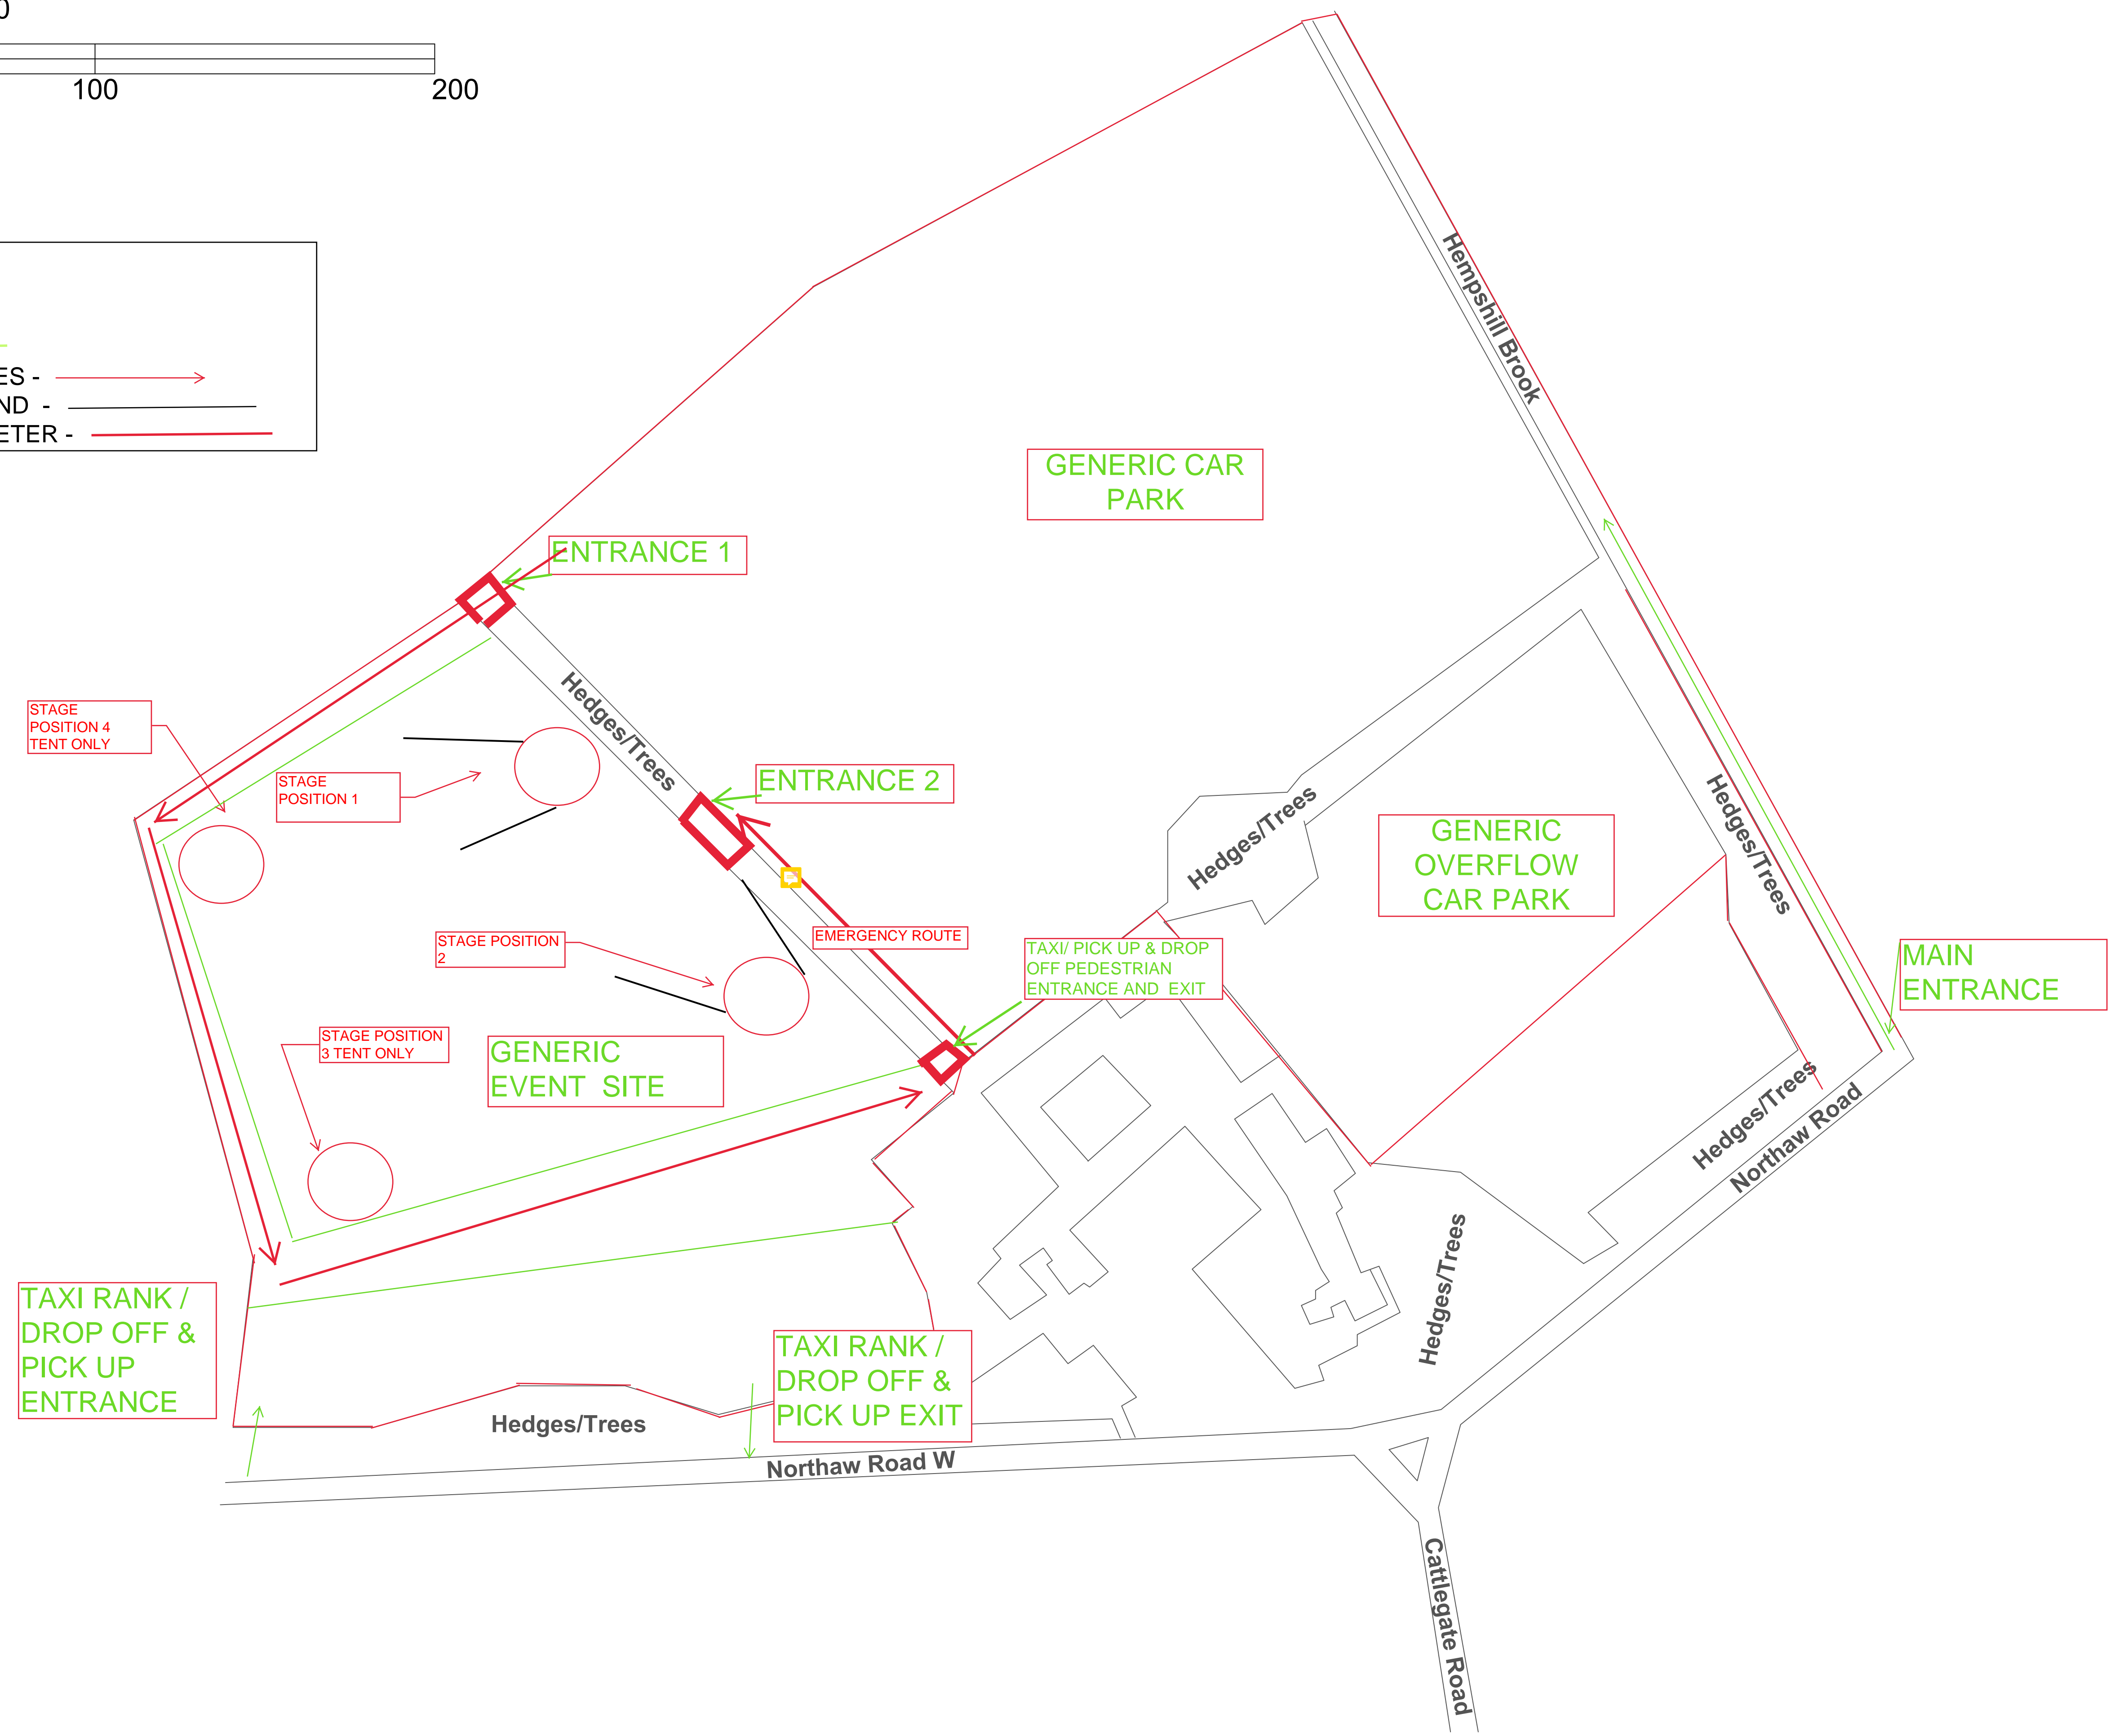 0
100
200
ES -
ND -
ETER -
Hempshill Brook
GENERIC CAR
PARK
ENTRANCE 1
Hedges/Trees
STAGE
POSITION 4
TENT ONLY
STAGE
POSITION 1
ENTRANCE 2
Hedges/Trees
GENERIC
OVERFLOW
CAR PARK
Hedges/Trees
STAGE POSITION
2
EMERGENCY ROUTE
TAXI/ PICK UP & DROP
OFF PEDESTRIAN
ENTRANCE AND EXIT
MAIN
ENTRANCE
STAGE POSITION
3 TENT ONLY
GENERIC
EVENT SITE
Hedges/Trees
Northaw Road
Hedges/Trees
TAXI RANK /
DROP OFF &
PICK UP
ENTRANCE
TAXI RANK /
DROP OFF &
PICK UP EXIT
Hedges/Trees
Northaw Road W
Cattlegate Road